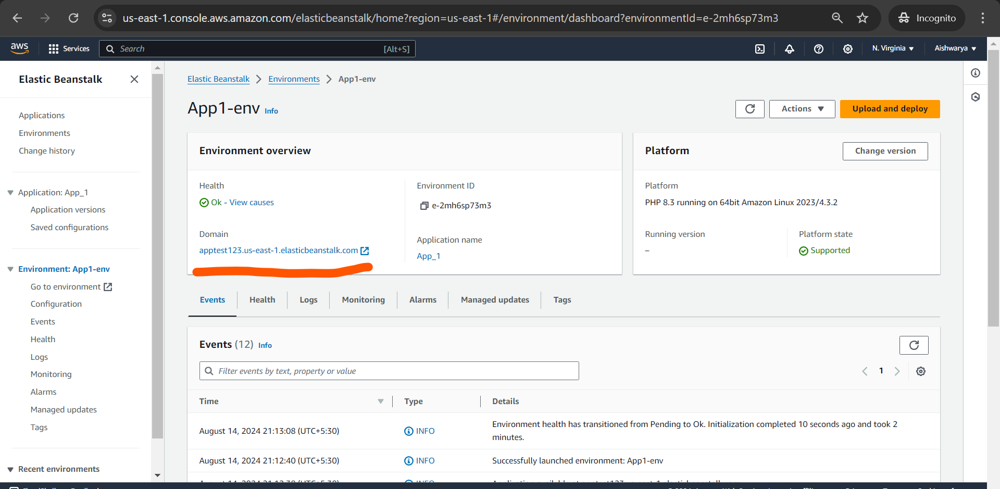 us-east-1.console.aws.amazon.com/elasticbeanstalk/home?region=us-east-1#/environment/dashboard?environmentId=e-2mh6sp73m3
Incognito
aws
Services
Search
[Alt+S]
N. Virginia
Aishwarya
Elastic Beanstalk
Applications
Environments
Change history
Application: App_1
Application versions
Saved configurations
Environment: App1-env
Go to environment
Configuration
Events
Health
Logs
Monitoring
Alarms
Managed updates
Tags
Recent environments
Elastic Beanstalk > Environments > App1-env
App1-env Info
Actions
Upload and deploy
Environment overview
Health
Ok - View causes
Environment ID
e-2mh6sp73m3
Domain
apptest123.us-east-1.elasticbeanstalk.com
Application name
App_1
Platform
Change version
Platform
PHP 8.3 running on 64bit Amazon Linux 2023/4.3.2
Running version
–
Platform state
Supported
Events
Health
Logs
Monitoring
Alarms
Managed updates
Tags
Events (12) Info
Filter events by text, property or value
1
Time Type Details
August 14, 2024 21:13:08 (UTC+5:30) INFO Environment health has transitioned from Pending to Ok. Initialization completed 10 seconds ago and took 2
minutes.
August 14, 2024 21:12:40 (UTC+5:30) INFO Successfully launched environment: App1-env